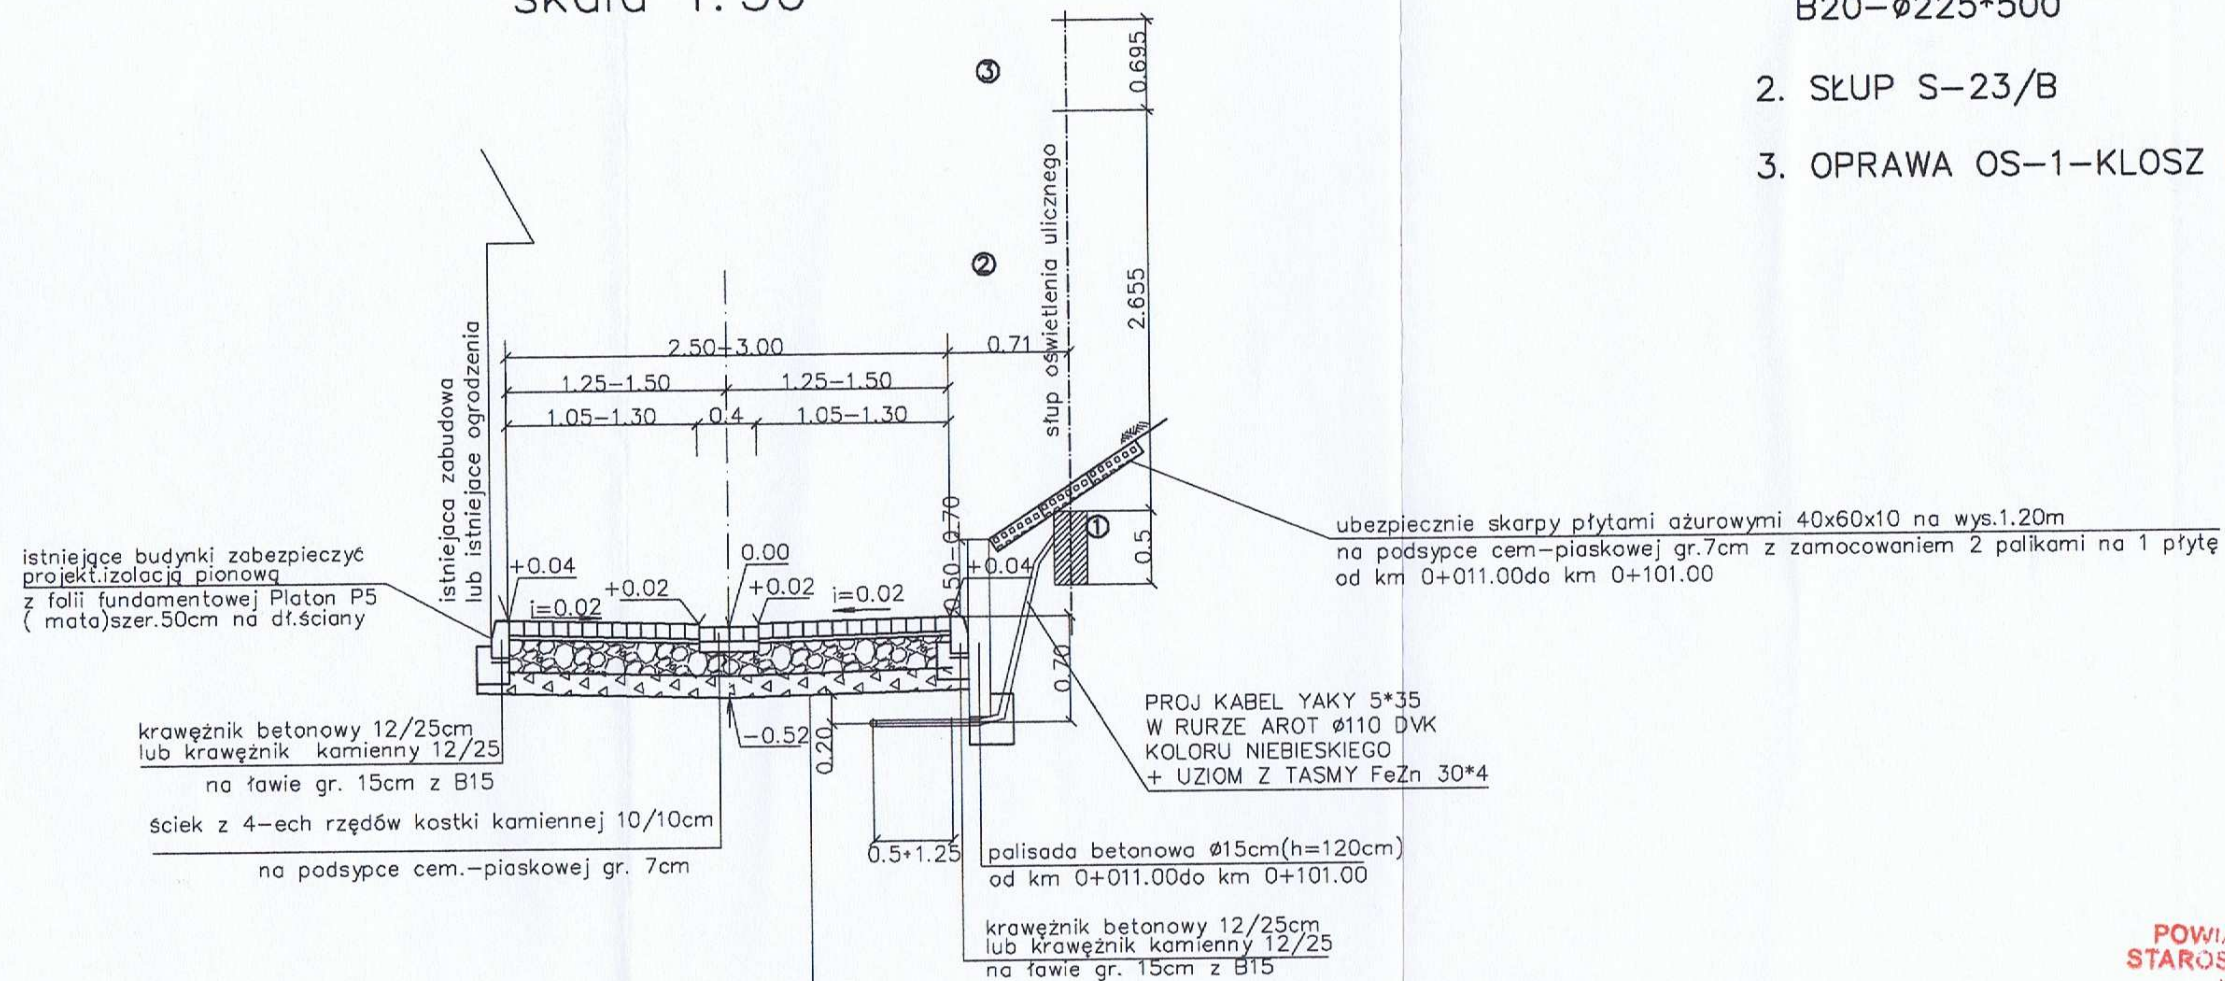 skala 1:50
B20-ø225*500
2. SŁUP S-23/B
3. OPRAWA OS-1-KLOSZ
③
0.695
②
słup oświetlenia ulicznego
2.655
2.50÷3.00
0.71
1.25-1.50
1.25-1.50
1.05-1.30
0.4
1.05-1.30
istniejaca zabudowa
lub istniejace ogrodzenia
①
0.5
0.50-0.70
ubezpiecznie skarpy płytami ażurowymi 40x60x10 na wys.1.20m
na podsypce cem-piaskowej gr.7cm z zamocowaniem 2 palikami na 1 płytę
od km 0+011.00do km 0+101.00
istniejące budynki zabezpieczyć
projekt.izolacją pionową
z folii fundamentowej Platon P5
( mata)szer.50cm na dł.ściany
+0.04
0.00
+0.04
+0.02
+0.02
i=0.02
i=0.02
0.70
-0.52
0.20
PROJ KABEL YAKY 5*35
W RURZE AROT ø110 DVK
KOLORU NIEBIESKIEGO
+ UZIOM Z TASMY FeZn 30*4
krawężnik betonowy 12/25cm
lub krawężnik kamienny 12/25
na ławie gr. 15cm z B15
ściek z 4-ech rzędów kostki kamiennej 10/10cm
na podsypce cem.-piaskowej gr. 7cm
0.5÷1.25
palisada betonowa ø15cm(h=120cm)
od km 0+011.00do km 0+101.00
krawężnik betonowy 12/25cm
lub krawężnik kamienny 12/25
na ławie gr. 15cm z B15